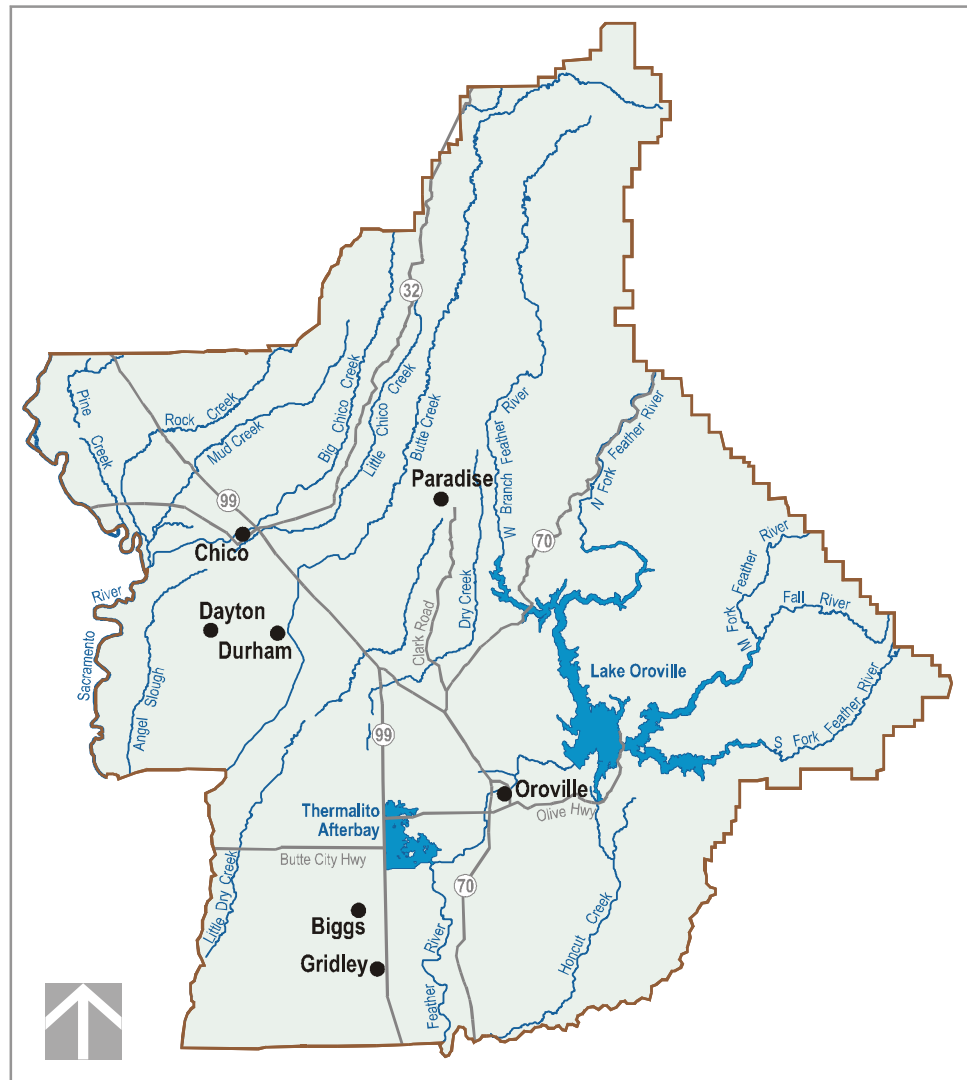 32
Pine
Creek
Rock Creek
Mud Creek
Big Chico Creek
Little Chico Creek
Butte Creek
W Branch Feather River
N Fork Feather River
Paradise
99
Chico
70
Sacramento River
Dayton
Durham
Angel Slough
Clark Road
Dry Creek
M Fork Feather River
Fall River
Lake Oroville
S Fork Feather River
99
Oroville
Olive Hwy
Thermalito
Afterbay
Butte City Hwy
70
Little Dry Creek
Biggs
Gridley
Feather River
Honcut Creek